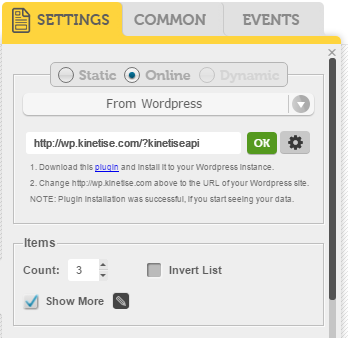 SETTINGS COMMON EVENTS
Static Online Dynamic
From Wordpress
http://wp.kinetise.com/?kinetiseapi OK
1. Download this plugin and install it to your Wordpress instance.
2. Change http://wp.kinetise.com above to the URL of your Wordpress site.
NOTE: Plugin installation was successful, if you start seeing your data.
Items
Count: 3 Invert List
Show More